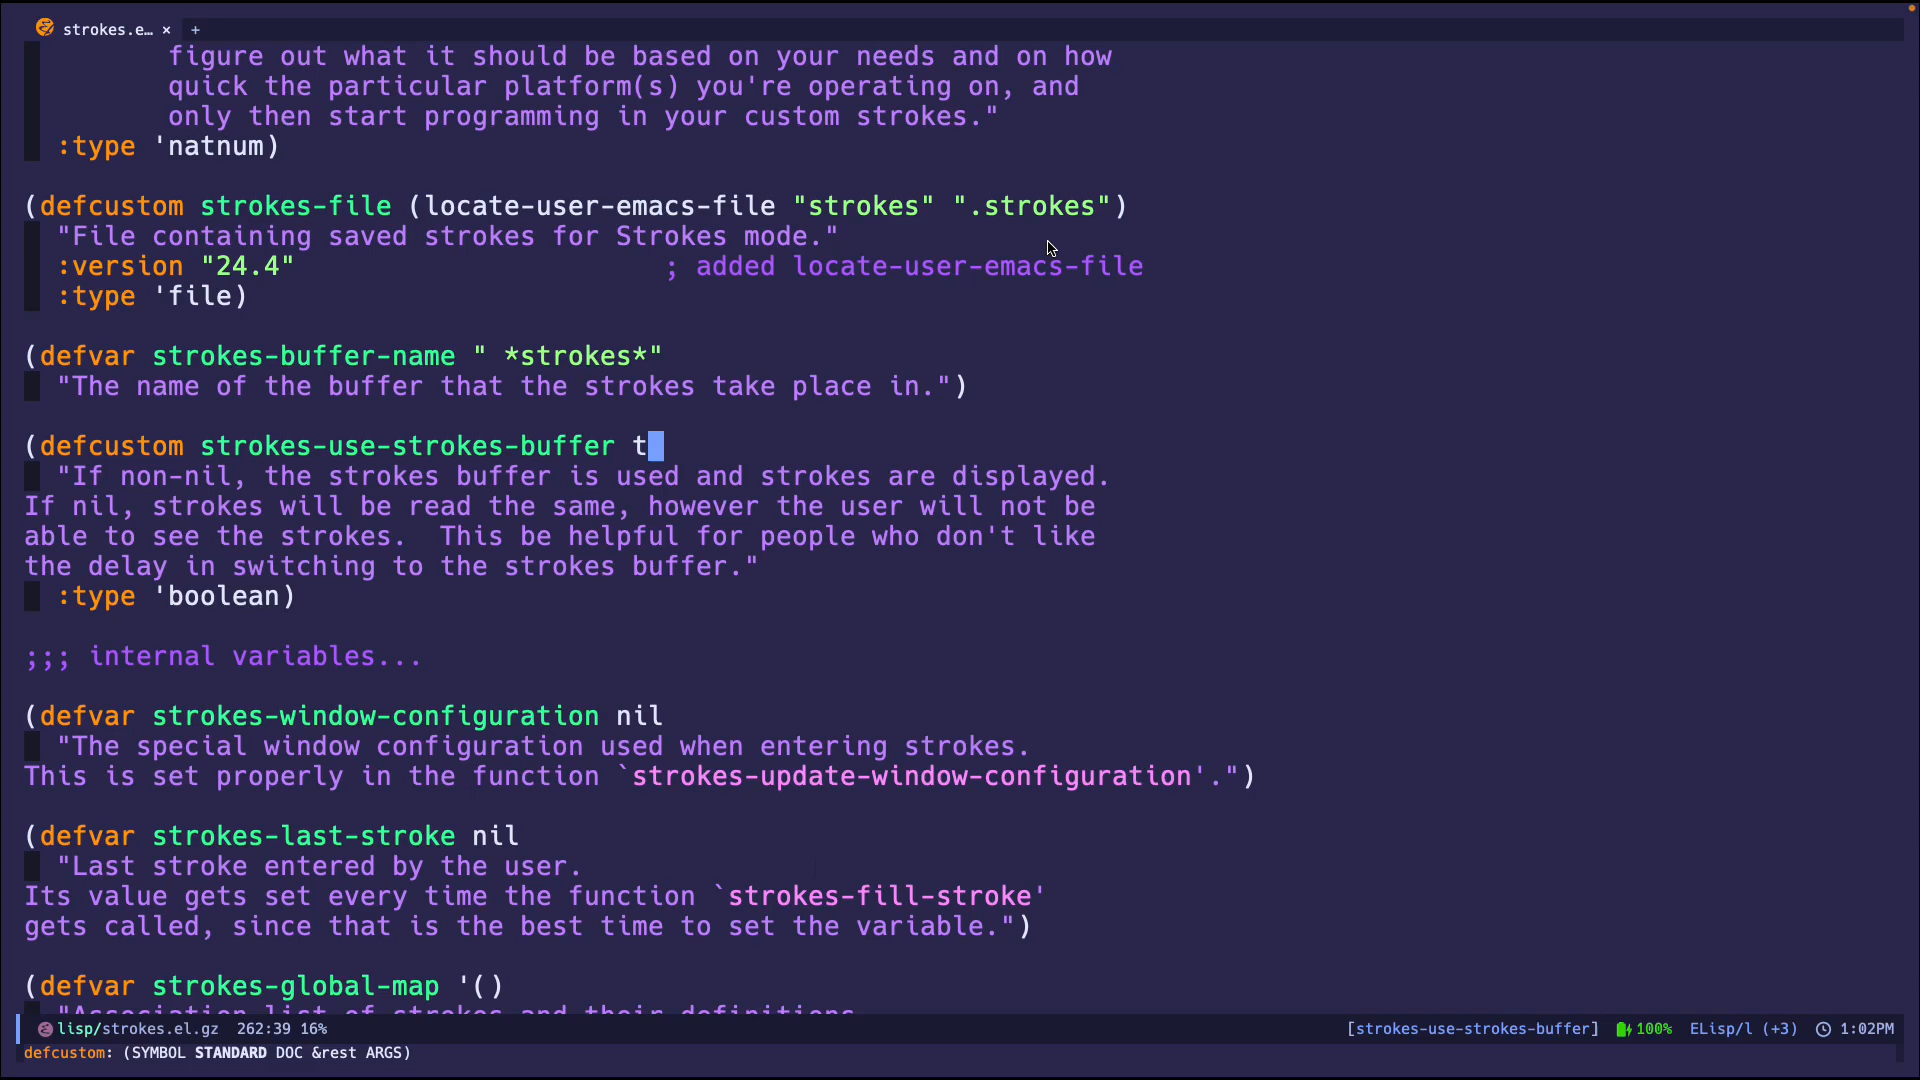 strokes.e… × +
figure out what it should be based on your needs and on how
quick the particular platform(s) you're operating on, and
only then start programming in your custom strokes."
:type 'natnum)
(defcustom strokes-file (locate-user-emacs-file "strokes" ".strokes")
"File containing saved strokes for Strokes mode."
:version "24.4" ; added locate-user-emacs-file
:type 'file)
(defvar strokes-buffer-name " *strokes*"
"The name of the buffer that the strokes take place in.")
(defcustom strokes-use-strokes-buffer t
"If non-nil, the strokes buffer is used and strokes are displayed.
If nil, strokes will be read the same, however the user will not be
able to see the strokes.  This be helpful for people who don't like
the delay in switching to the strokes buffer."
:type 'boolean)
;;; internal variables...
(defvar strokes-window-configuration nil
"The special window configuration used when entering strokes.
This is set properly in the function `strokes-update-window-configuration'.")
(defvar strokes-last-stroke nil
"Last stroke entered by the user.
Its value gets set every time the function `strokes-fill-stroke'
gets called, since that is the best time to set the variable.")
(defvar strokes-global-map '()
"Association list of strokes and their definitions
lisp/strokes.el.gz 262:39 16% [strokes-use-strokes-buffer] 100% ELisp/l (+3) 1:02PM
defcustom: (SYMBOL STANDARD DOC &rest ARGS)